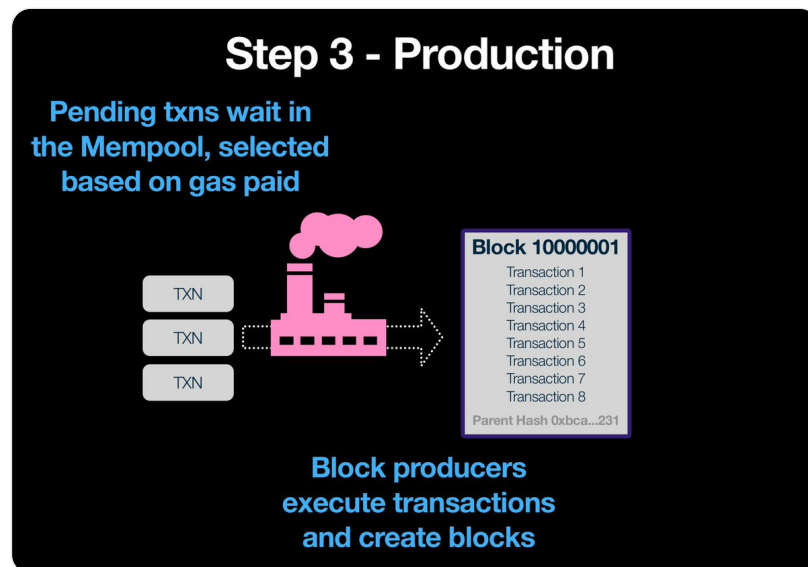 Step 3 - Production
Pending txns wait in
the Mempool, selected
based on gas paid
TXN
TXN
TXN
Block 10000001
Transaction 1
Transaction 2
Transaction 3
Transaction 4
Transaction 5
Transaction 6
Transaction 7
Transaction 8
Parent Hash 0xbca...231
Block producers
execute transactions
and create blocks